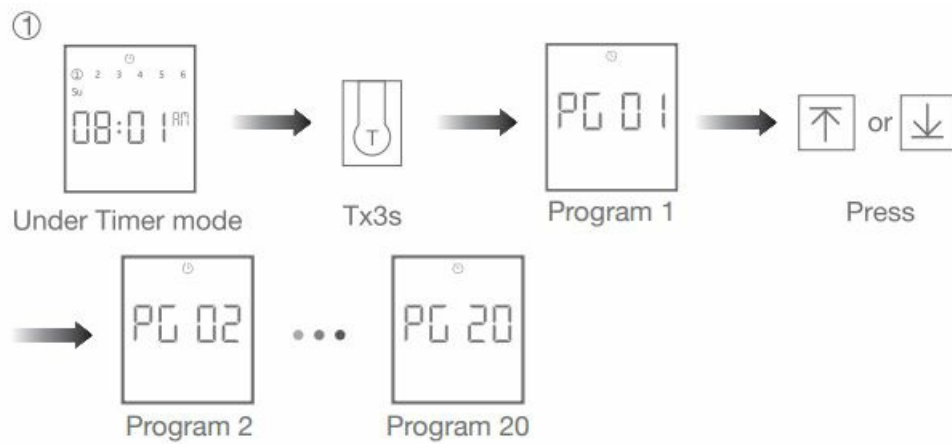 ①
① 2 3 4 5 6
Su
08:01 AM
T
PG 01
or
Under Timer mode
Tx3s
Program 1
Press
PG 02
PG 20
Program 2
Program 20